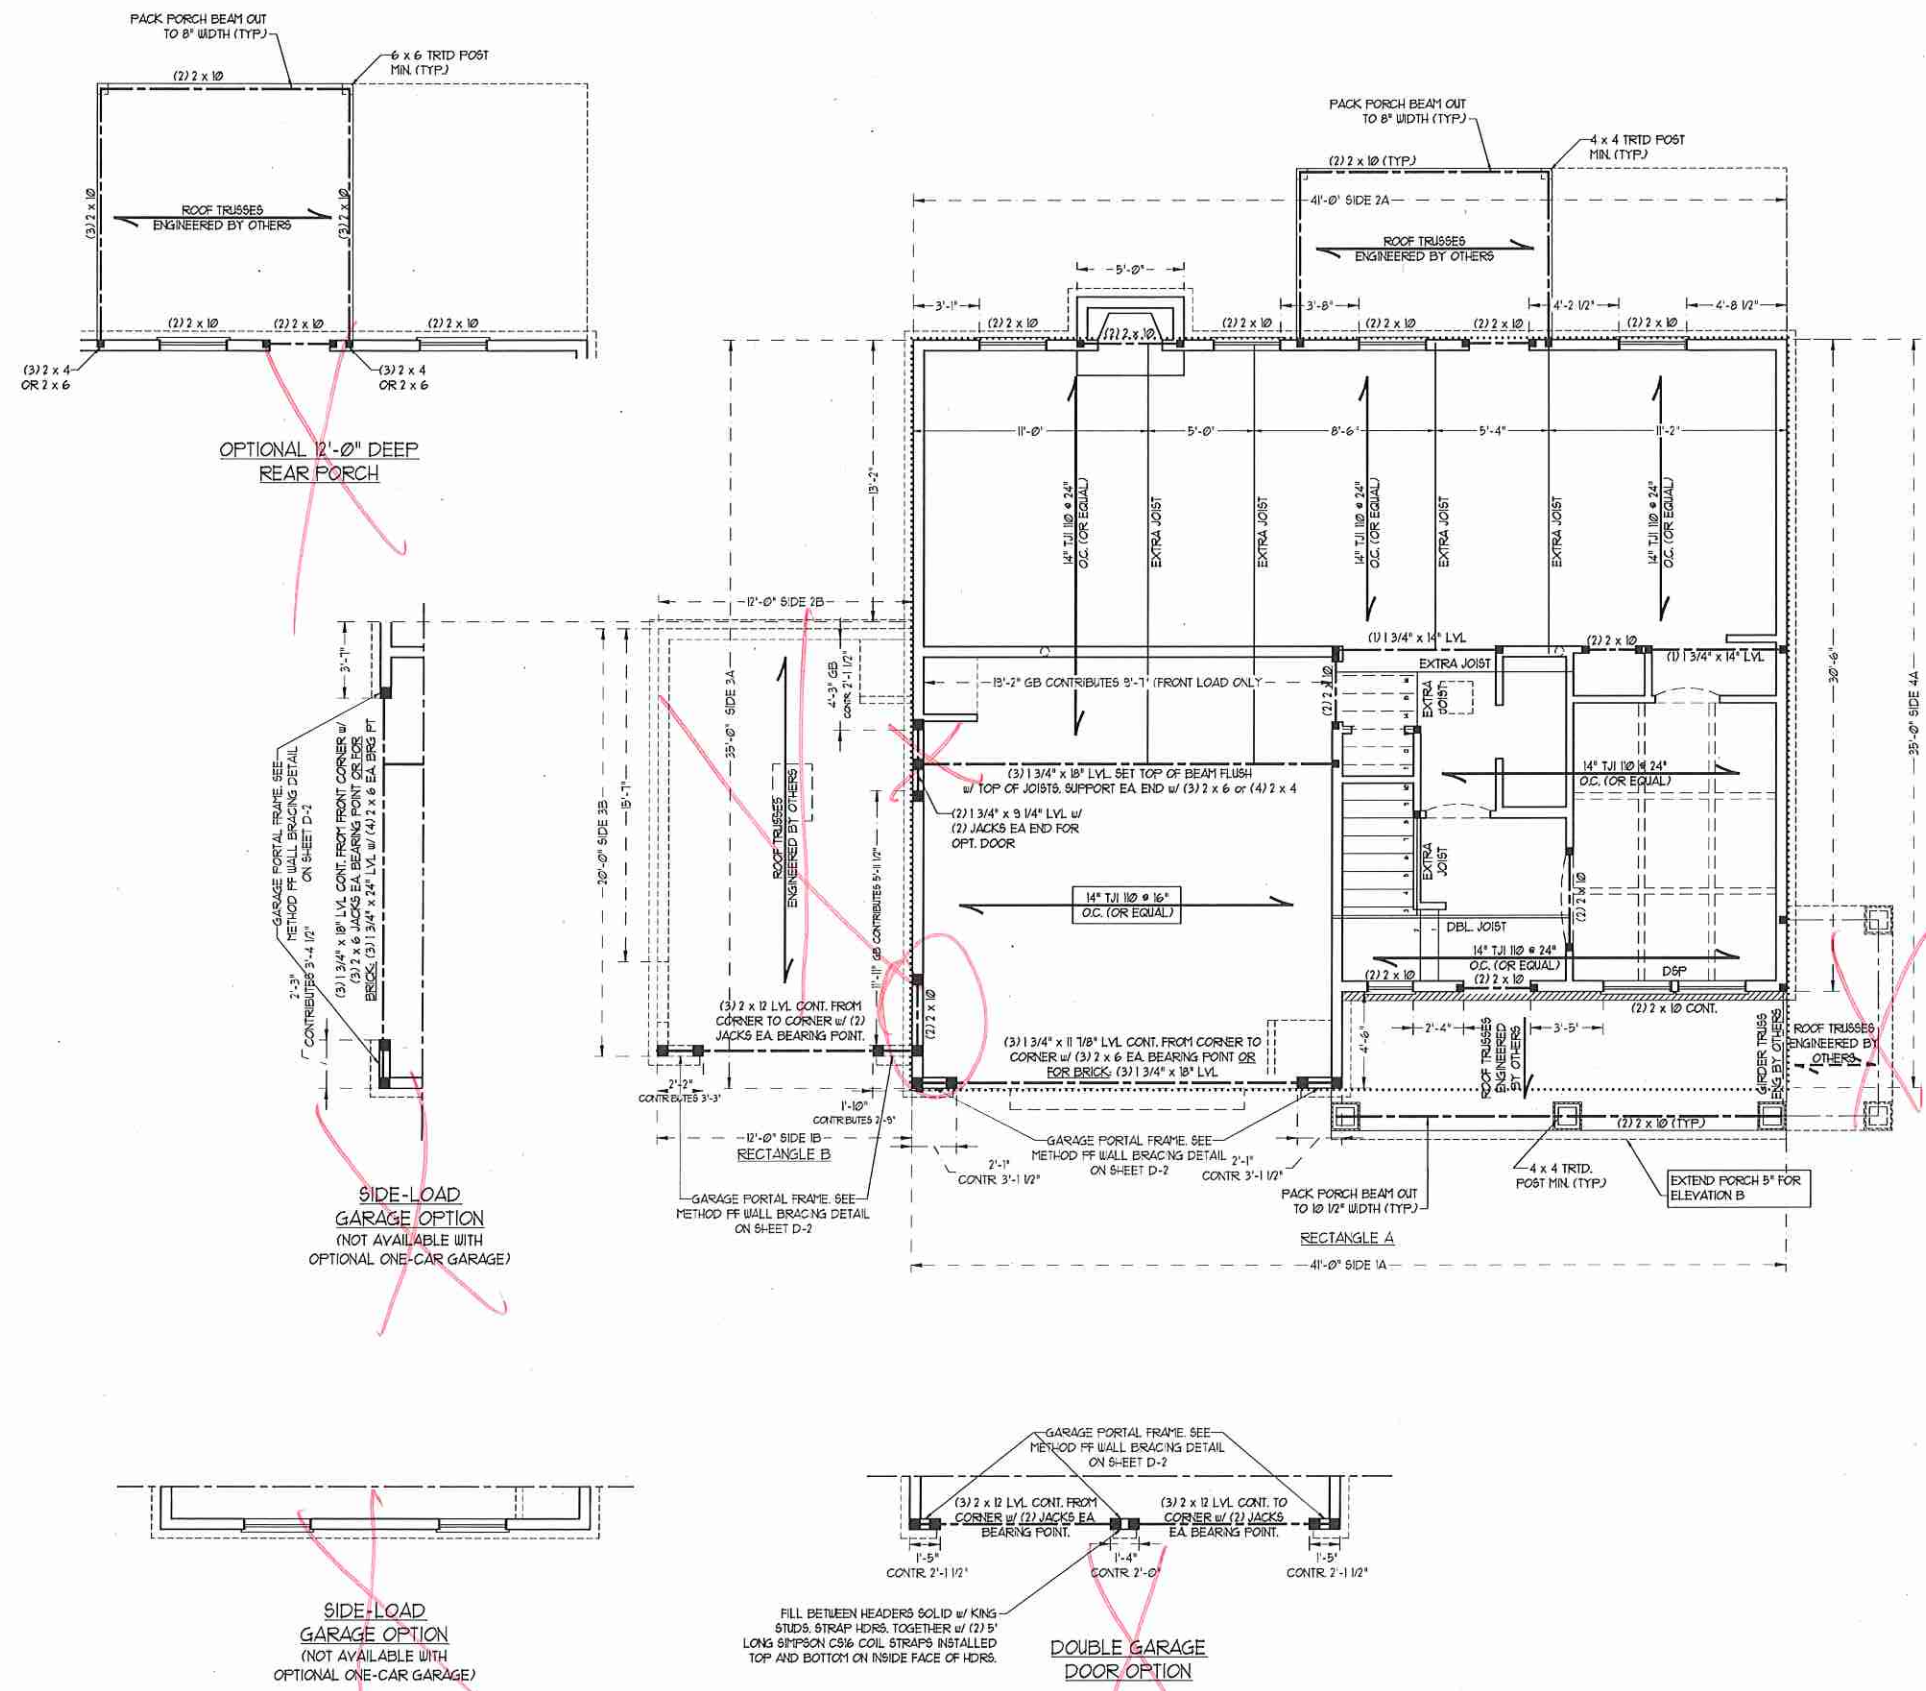 PACK PORCH BEAM OUT
TO 8" WIDTH (TYP.)
6 x 6 TRTD POST
MIN. (TYP.)
(2) 2 x 10
(3) 2 x 10
(3) 2 x 10
ROOF TRUSSES
ENGINEERED BY OTHERS
(2) 2 x 10
(2) 2 x 10
(2) 2 x 10
(3) 2 x 4
OR 2 x 6
(3) 2 x 4
OR 2 x 6
OPTIONAL 12'-0" DEEP
REAR PORCH
PACK PORCH BEAM OUT
TO 8" WIDTH (TYP.)
4 x 4 TRTD POST
MIN. (TYP.)
(2) 2 x 10 (TYP.)
41'-0" SIDE 2A
ROOF TRUSSES
ENGINEERED BY OTHERS
5'-0"
3'-1"
3'-8"
4'-2 1/2"
4'-8 1/2"
(2) 2 x 10
(2) 2 x 10
(2) 2 x 10
(2) 2 x 10
(2) 2 x 10
(2) 2 x 10
11'-0"
5'-0"
8'-6"
5'-4"
11'-2"
13'-2"
14" TJI 110 @ 24"
O.C. (OR EQUAL)
EXTRA JOIST
EXTRA JOIST
14" TJI 110 @ 24"
O.C. (OR EQUAL)
EXTRA JOIST
EXTRA JOIST
14" TJI 110 @ 24"
O.C. (OR EQUAL)
30'-6"
35'-0" SIDE 4A
12'-0" SIDE 2B
35'-0" SIDE 3A
20'-0" SIDE 3B
15'-7"
4'-3" GB
CONTR. 2'-1 1/2"
13'-2" GB CONTRIBUTES 9'-7" (FRONT LOAD ONLY
(1) 1 3/4" x 14" LVL
EXTRA JOIST
(2) 2 x 10
(1) 1 3/4" x 14" LVL
(2) 2 x 10
EXTRA
JOIST
(3) 1 3/4" x 18" LVL. SET TOP OF BEAM FLUSH
w/ TOP OF JOISTS. SUPPORT EA. END w/ (3) 2 x 6 or (4) 2 x 4
(2) 1 3/4" x 9 1/4" LVL w/
(2) JACKS EA END FOR
OPT. DOOR
14" TJI 110 @ 24"
O.C. (OR EQUAL)
EXTRA
JOIST
ROOF TRUSSES
ENGINEERED BY OTHERS
11'-11" GB CONTRIBUTES 5'-11 1/2"
14" TJI 110 @ 16"
O.C. (OR EQUAL)
(2) 2 x 10
DBL. JOIST
14" TJI 110 @ 24"
O.C. (OR EQUAL)
DSP
(2) 2 x 10
(2) 2 x 10
(2) 2 x 10 CONT.
(2) 2 x 10
(3) 2 x 12 LVL CONT. FROM
CORNER TO CORNER w/ (2)
JACKS EA BEARING POINT.
(3) 1 3/4" x 11 7/8" LVL CONT. FROM CORNER TO
CORNER w/ (3) 2 x 6 EA. BEARING POINT OR
FOR BRICK: (3) 1 3/4" x 18" LVL
4'-6"
2'-4"
3'-5"
ROOF TRUSSES
ENGINEERED
BY OTHERS
GIRDER TRUSS
ENG BY OTHERS
ROOF TRUSSES
ENGINEERED BY
OTHERS
2'-2"
CONTRIBUTES 3'-3"
1'-10"
CONTRIBUTES 2'-9"
12'-0" SIDE 1B
RECTANGLE B
2'-1"
CONTR 3'-1 1/2"
GARAGE PORTAL FRAME. SEE
METHOD PF WALL BRACING DETAIL
ON SHEET D-2
2'-1"
CONTR 3'-1 1/2"
(2) 2 x 10 (TYP.)
4 x 4 TRTD.
POST MIN. (TYP.)
EXTEND PORCH 5" FOR
ELEVATION B
PACK PORCH BEAM OUT
TO 10 1/2" WIDTH (TYP.)
GARAGE PORTAL FRAME. SEE
METHOD PF WALL BRACING DETAIL
ON SHEET D-2
RECTANGLE A
41'-0" SIDE 1A
3'-7"
GARAGE PORTAL FRAME. SEE
METHOD PF WALL BRACING DETAIL
ON SHEET D-2
2'-3"
CONTRIBUTES 3'-4 1/2"
(3) 1 3/4" x 18" LVL CONT. FROM FRONT CORNER w/
(3) 2 x 6 JACKS EA. BEARING POINT OR FOR
BRICK: (3) 1 3/4" x 24" LVL w/ (4) 2 x 6 EA. BRG PT
SIDE-LOAD
GARAGE OPTION
(NOT AVAILABLE WITH
OPTIONAL ONE-CAR GARAGE)
SIDE-LOAD
GARAGE OPTION
(NOT AVAILABLE WITH
OPTIONAL ONE-CAR GARAGE)
GARAGE PORTAL FRAME. SEE
METHOD PF WALL BRACING DETAIL
ON SHEET D-2
(3) 2 x 12 LVL CONT. FROM
CORNER w/ (2) JACKS EA.
BEARING POINT.
(3) 2 x 12 LVL CONT. TO
CORNER w/ (2) JACKS
EA. BEARING POINT.
1'-5"
CONTR. 2'-1 1/2"
1'-4"
CONTR. 2'-0"
1'-5"
CONTR. 2'-1 1/2"
FILL BETWEEN HEADERS SOLID w/ KING
STUDS. STRAP HDRS. TOGETHER w/ (2) 5'
LONG SIMPSON CS16 COIL STRAPS INSTALLED
TOP AND BOTTOM ON INSIDE FACE OF HDRS.
DOUBLE GARAGE
DOOR OPTION